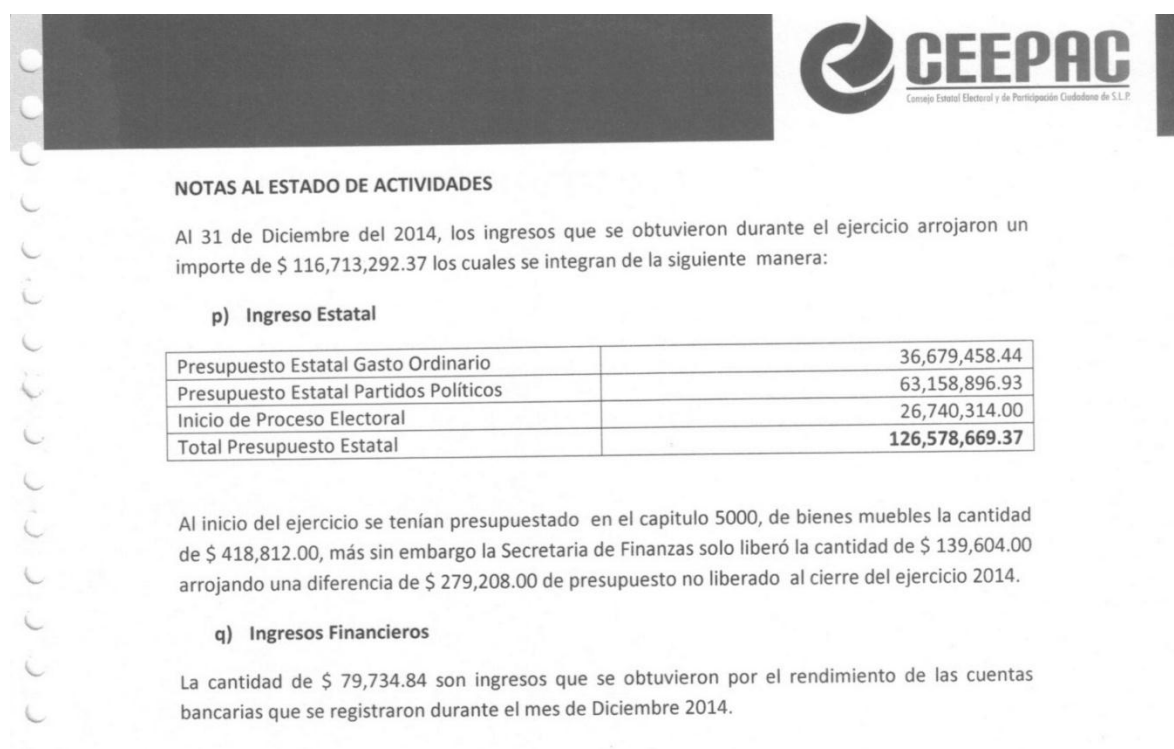 CEEPAC
Consejo Estatal Electoral y de Participación Ciudadana de S.L.P.
NOTAS AL ESTADO DE ACTIVIDADES
Al 31 de Diciembre del 2014, los ingresos que se obtuvieron durante el ejercicio arrojaron un
importe de $ 116,713,292.37 los cuales se integran de la siguiente manera:
p) Ingreso Estatal
Presupuesto Estatal Gasto Ordinario 36,679,458.44
Presupuesto Estatal Partidos Políticos 63,158,896.93
Inicio de Proceso Electoral 26,740,314.00
Total Presupuesto Estatal 126,578,669.37
Al inicio del ejercicio se tenían presupuestado en el capitulo 5000, de bienes muebles la cantidad
de $ 418,812.00, más sin embargo la Secretaria de Finanzas solo liberó la cantidad de $ 139,604.00
arrojando una diferencia de $ 279,208.00 de presupuesto no liberado al cierre del ejercicio 2014.
q) Ingresos Financieros
La cantidad de $ 79,734.84 son ingresos que se obtuvieron por el rendimiento de las cuentas
bancarias que se registraron durante el mes de Diciembre 2014.